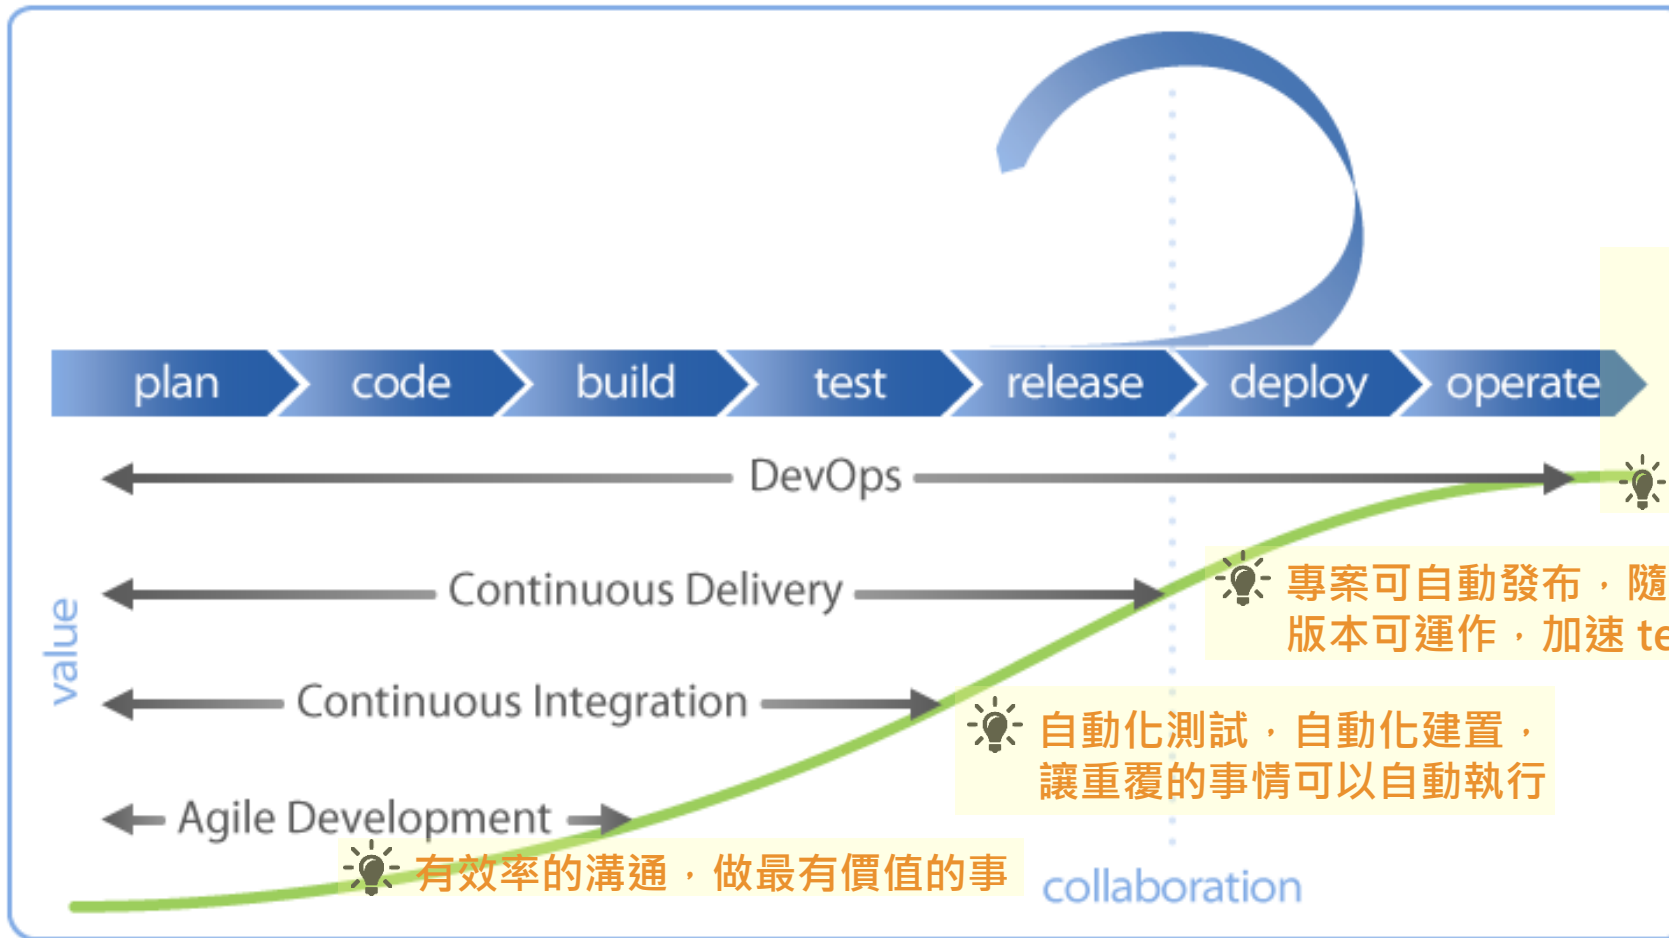 plan
code
build
test
release
deploy
operate
DevOps
Continuous Delivery
專案可自動發布，隨
版本可運作，加速 te
value
Continuous Integration
自動化測試，自動化建置，
讓重覆的事情可以自動執行
Agile Development
有效率的溝通，做最有價值的事
collaboration